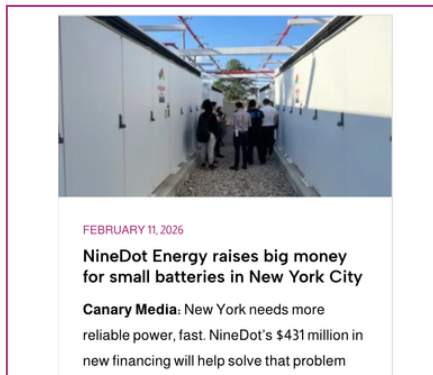 FEBRUARY 11, 2026
NineDot Energy raises big money
for small batteries in New York City
Canary Media: New York needs more
reliable power, fast. NineDot’s $431 million in
new financing will help solve that problem